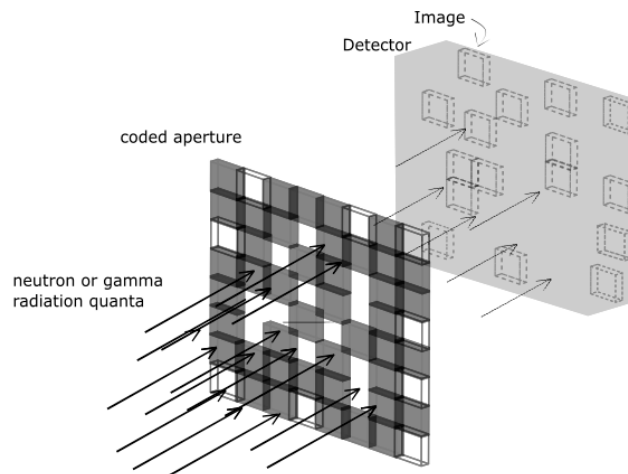 Image
Detector
coded aperture
neutron or gamma
radiation quanta